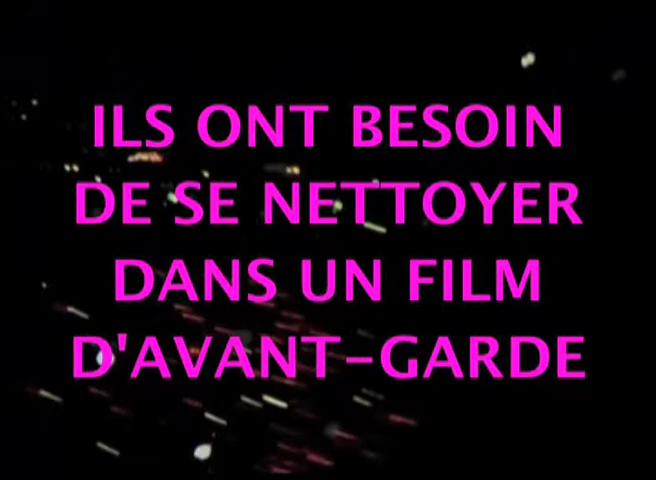 ILS ONT BESOIN
DE SE NETTOYER
DANS UN FILM
D'AVANT-GARDE